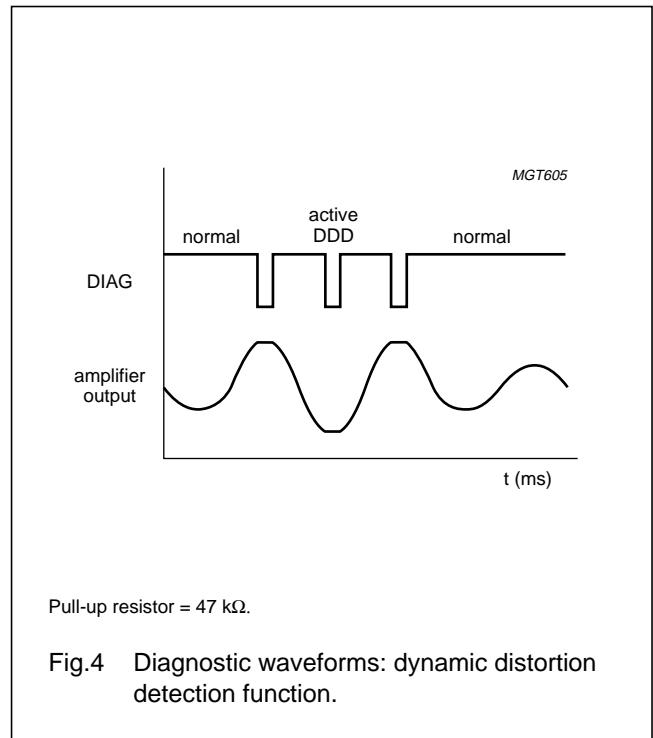 MGT605
active
DDD
normal
normal
DIAG
amplifier
output
t (ms)
Pull-up resistor = 47 kΩ.
Fig.4 Diagnostic waveforms: dynamic distortion
detection function.